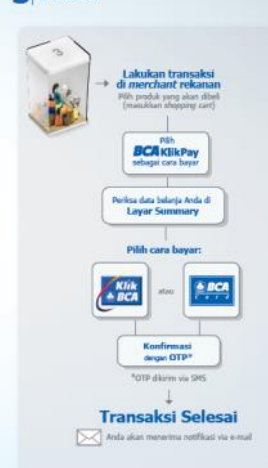 Lakukan transaksi
di merchant rekanan
Pilih produk yang akan dibeli
(masukkan shopping cart)
Pilih
BCA KlikPay
sebagai cara bayar
Periksa data belanja Anda di
Layar Summary
Pilih cara bayar:
Klik
BCA
atau
BCA
Card
Konfirmasi
dengan OTP*
*OTP dikirim via SMS
Transaksi Selesai
Anda akan menerima notifikasi via e-mail